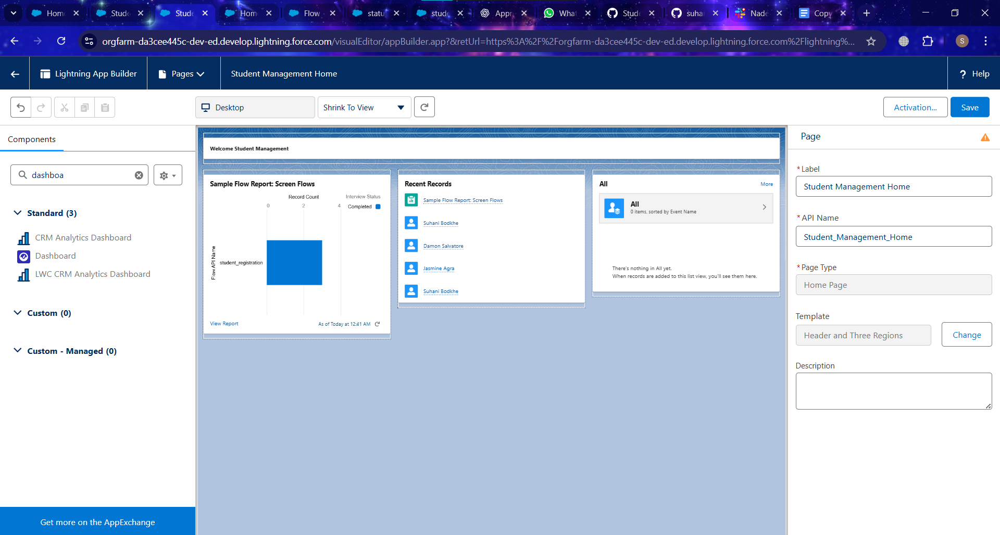 Hom
Stude
Stude
Hom
Flow
statu
stude
Appr
What
Stude
suha
Nade
Copy
orgfarm-da3cee445c-dev-ed.develop.lightning.force.com/visualEditor/appBuilder.app?&retUrl=https%3A%2F%2Forgfarm-da3cee445c-dev-ed.develop.lightning.force.com%2Flightning%...
S
Lightning App Builder
Pages
Student Management Home
? Help
Desktop
Shrink To View
Activation...
Save
Components
dashboa
Standard (3)
CRM Analytics Dashboard
Dashboard
LWC CRM Analytics Dashboard
Custom (0)
Custom - Managed (0)
Get more on the AppExchange
Welcome Student Management
Sample Flow Report: Screen Flows
Record Count
Interview Status
0
2
4
Completed
Flow API Name
student_registration
View Report
As of Today at 12:41 AM
Recent Records
Sample Flow Report: Screen Flows
Suhani Bodkhe
Damon Salvatore
Jasmine Agra
Suhani Bodkhe
All
More
All
0 items, sorted by Event Name
There's nothing in All yet.
When records are added to this list view, you'll see them here.
Page
*Label
Student Management Home
*API Name
Student_Management_Home
*Page Type
Home Page
Template
Header and Three Regions
Change
Description